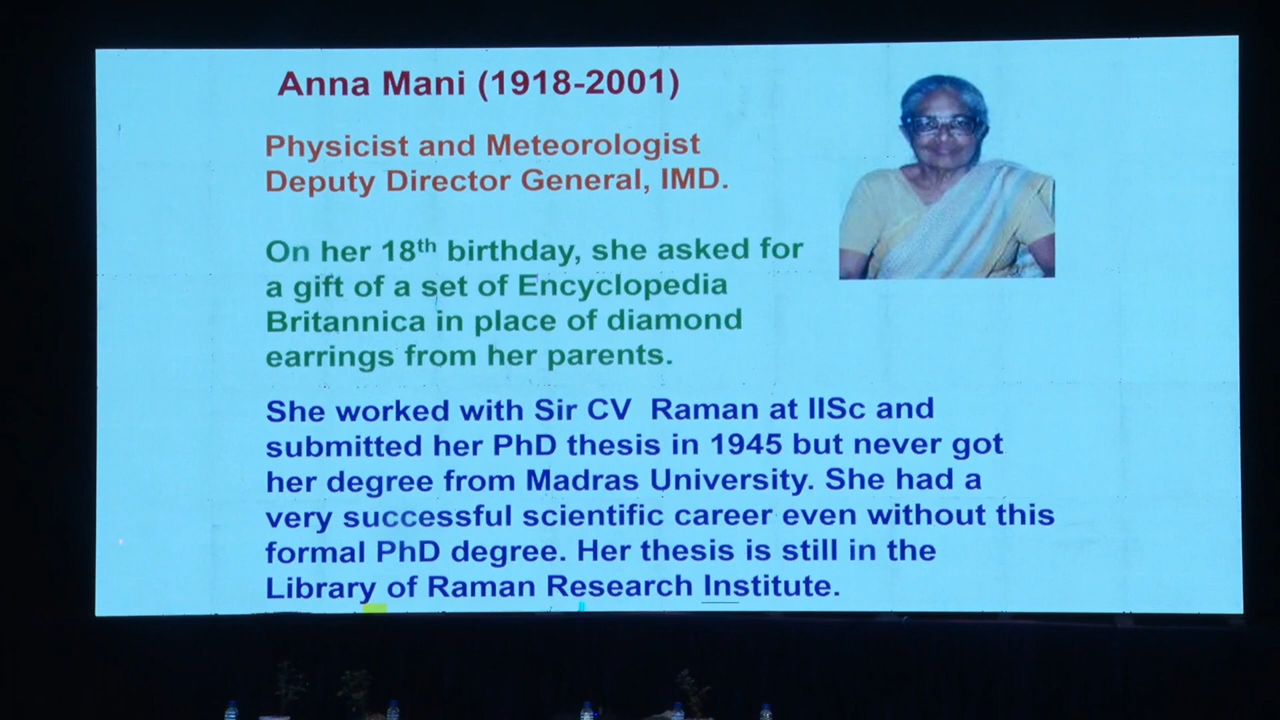 Anna Mani (1918-2001)
Physicist and Meteorologist
Deputy Director General, IMD.
On her 18th birthday, she asked for
a gift of a set of Encyclopedia
Britannica in place of diamond
earrings from her parents.
She worked with Sir CV Raman at IISc and
submitted her PhD thesis in 1945 but never got
her degree from Madras University. She had a
very successful scientific career even without this
formal PhD degree. Her thesis is still in the
Library of Raman Research Institute.